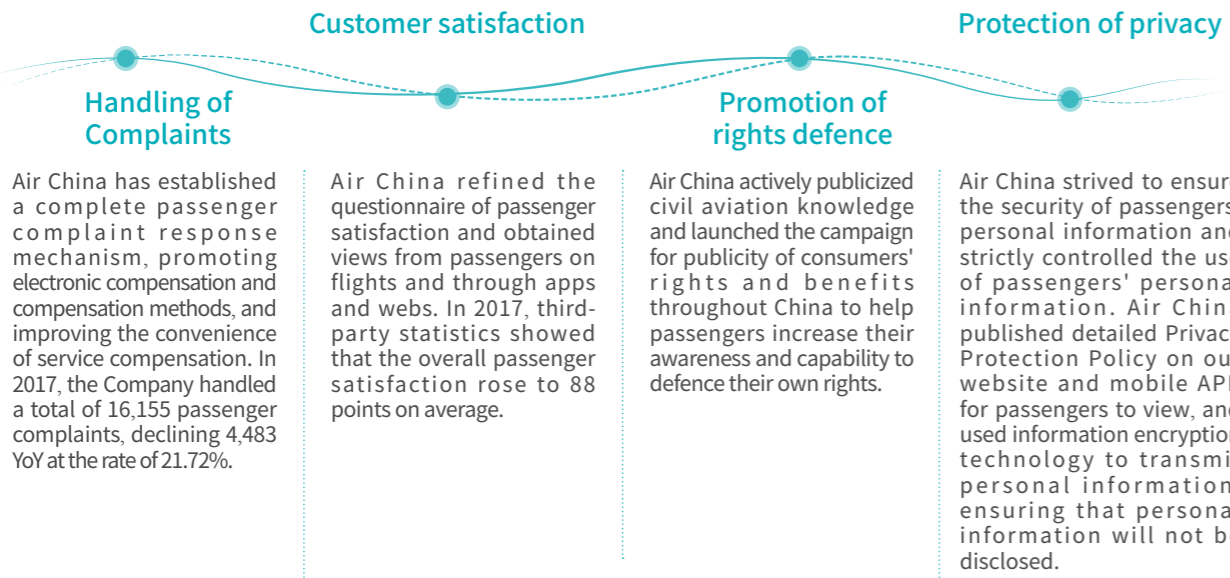 Customer satisfaction
Protection of privacy
Handling of
Complaints
Promotion of
rights defence
Air China has established
a complete passenger
complaint response
mechanism, promoting
electronic compensation and
compensation methods, and
improving the convenience
of service compensation. In
2017, the Company handled
a total of 16,155 passenger
complaints, declining 4,483
YoY at the rate of 21.72%.
Air China refined the
questionnaire of passenger
satisfaction and obtained
views from passengers on
flights and through apps
and webs. In 2017, third-
party statistics showed
that the overall passenger
satisfaction rose to 88
points on average.
Air China actively publicized
civil aviation knowledge
and launched the campaign
for publicity of consumers'
rights and benefits
throughout China to help
passengers increase their
awareness and capability to
defence their own rights.
Air China strived to ensure
the security of passengers
personal information and
strictly controlled the use
of passengers' persona
information. Air China
published detailed Privac
Protection Policy on ou
website and mobile AP
for passengers to view, and
used information encryption
technology to transmi
personal information
ensuring that persona
information will not be
disclosed.